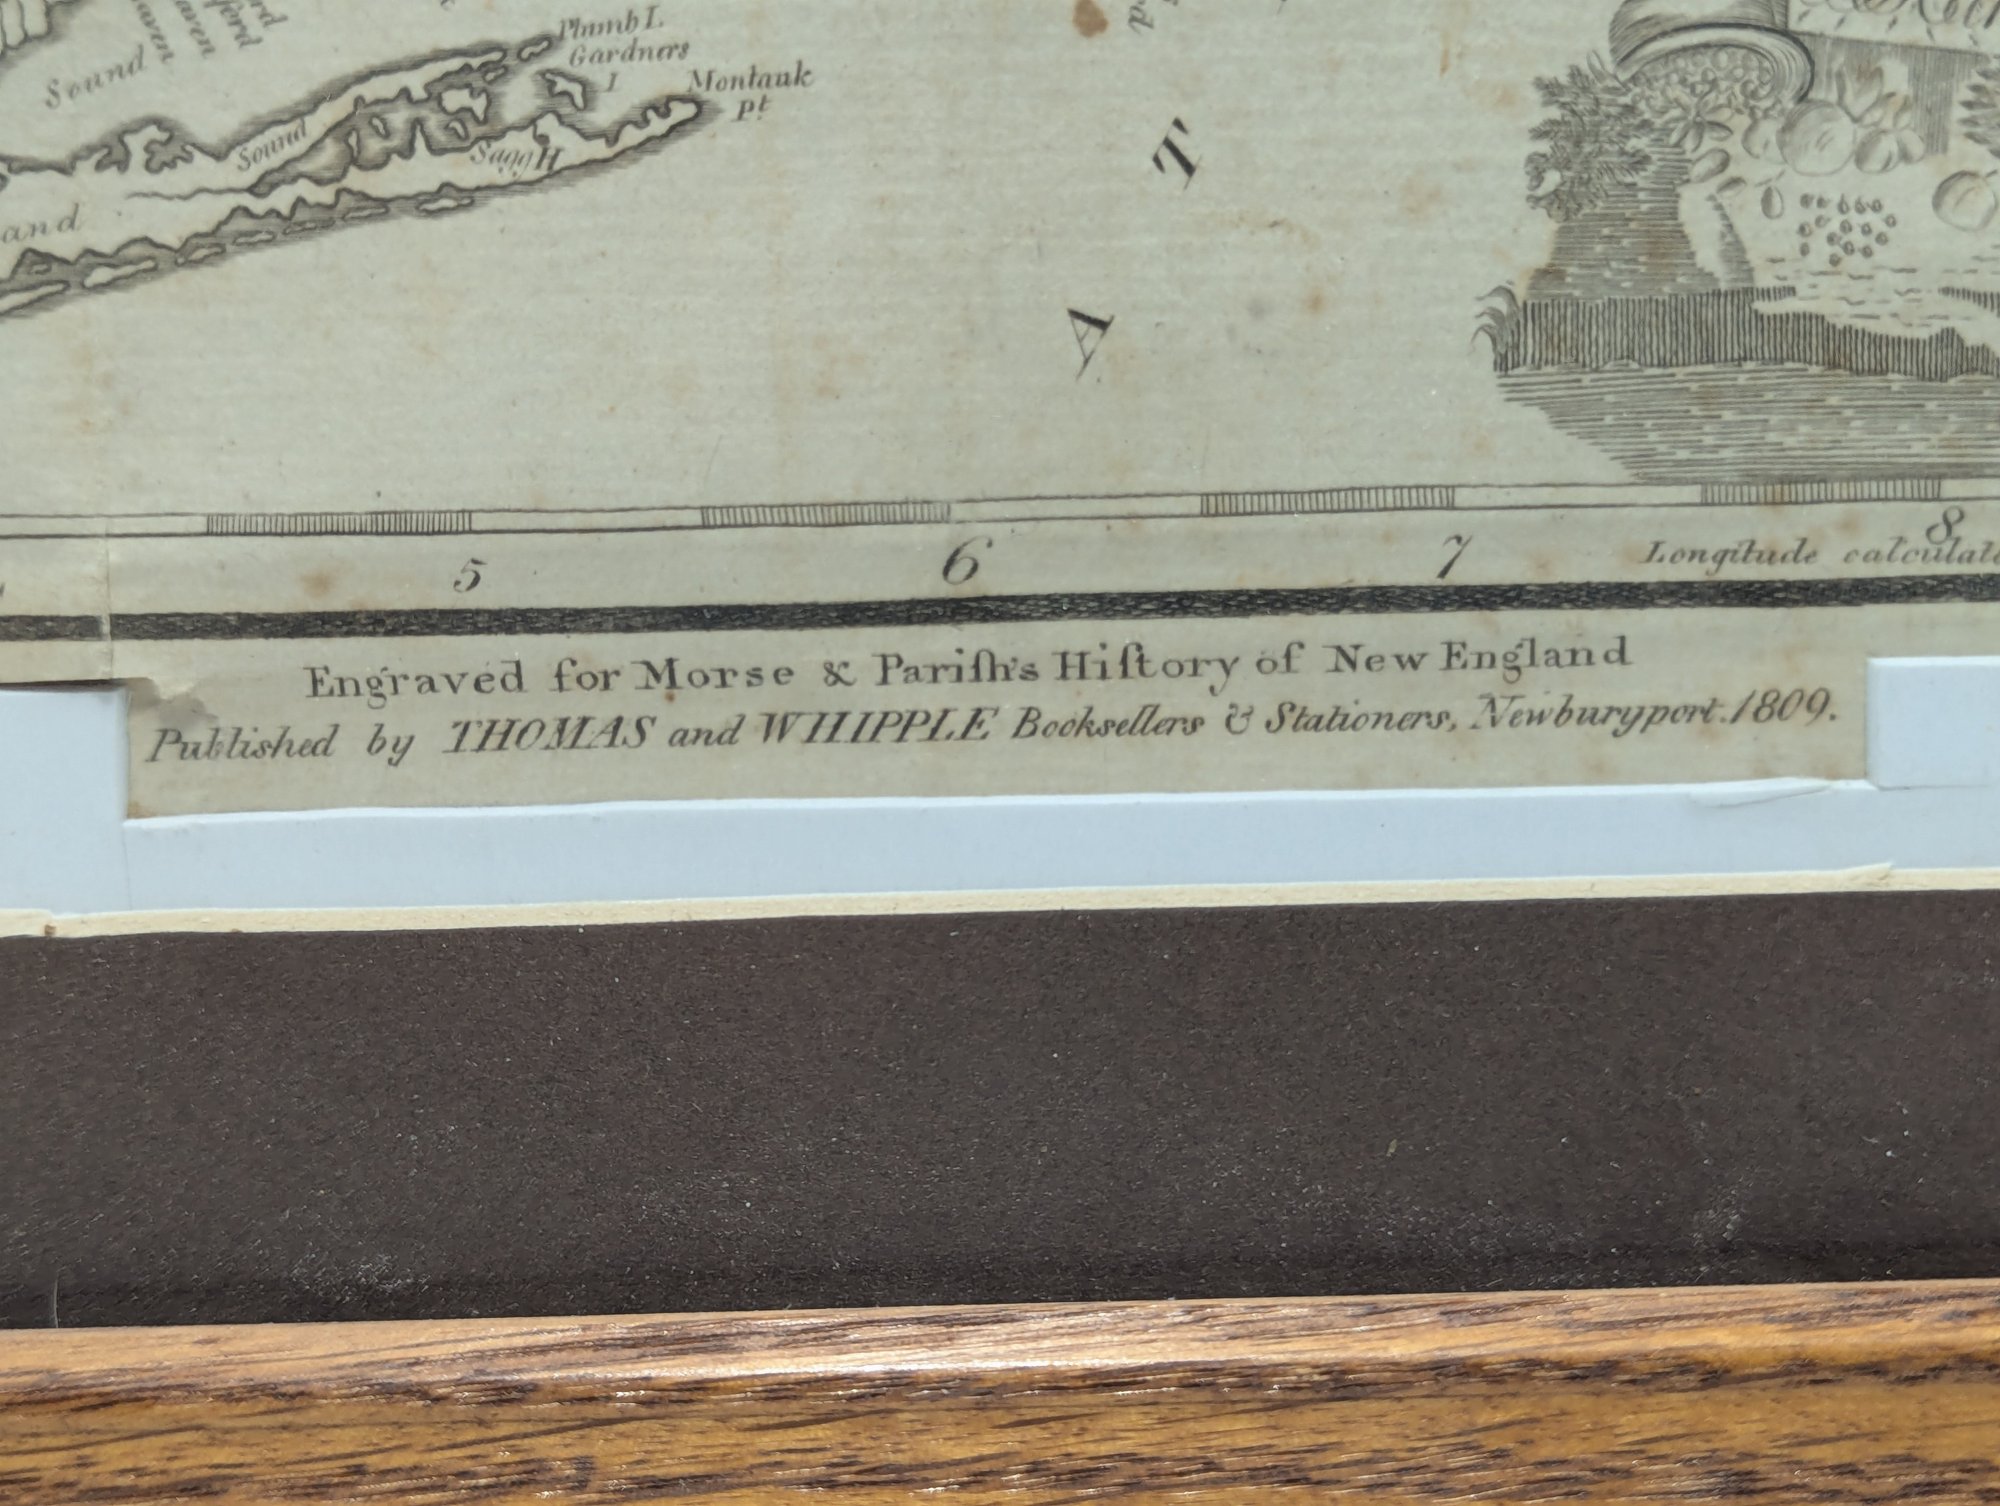 Sound
Plumb I.
Gardners
I
Montauk
pt
Sound
Sagg H
and
T
A
5
6
7
8
Longitude calculat
Engraved for Morse & Pariſh's Hiſtory of New England
Published by THOMAS and WHIPPLE Booksellers & Stationers, Newburyport. 1809.